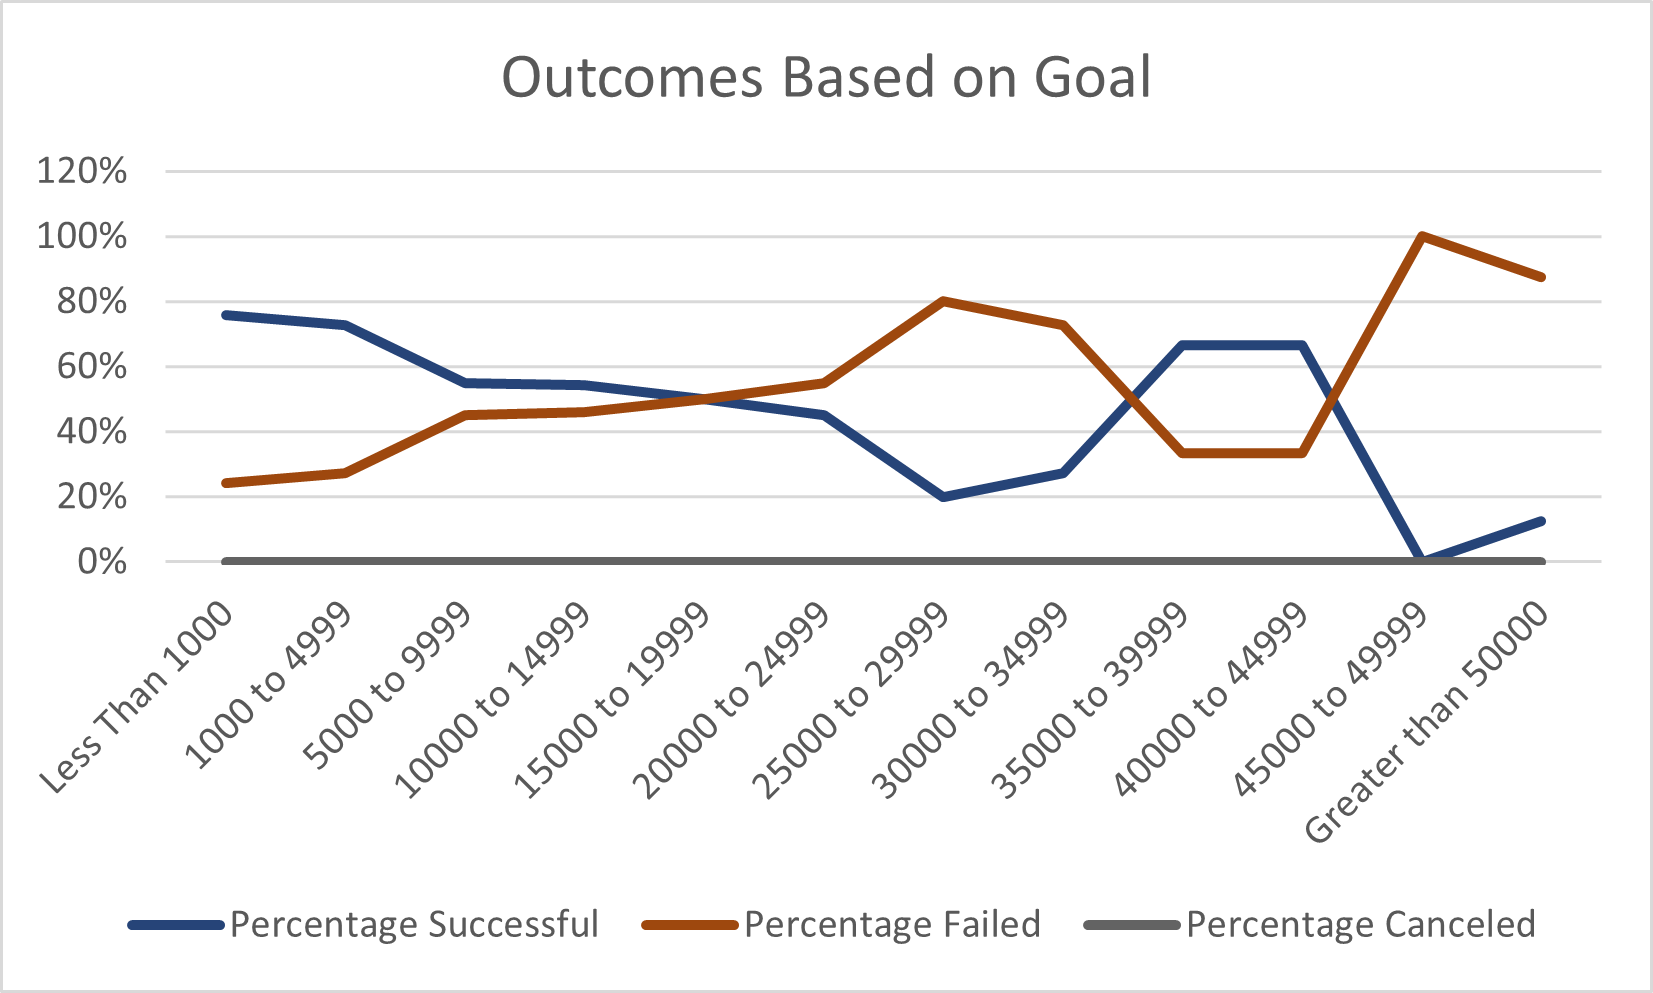 Outcomes Based on Goal
120%
100%
80%
60%
40%
20%
0%
Less Than 1000
1000 to 4999
5000 to 9999
10000 to 14999
15000 to 19999
20000 to 24999
25000 to 29999
30000 to 34999
35000 to 39999
40000 to 44999
45000 to 49999
Greater than 50000
Percentage Successful
Percentage Failed
Percentage Canceled